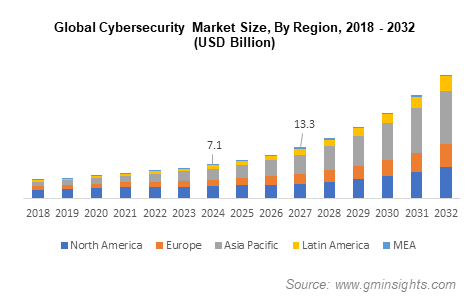 Global Cybersecurity Market Size, By Region, 2018 - 2032
(USD Billion)
7.1
13.3
2018 2019 2020 2021 2022 2023 2024 2025 2026 2027 2028 2029 2030 2031 2032
North America Europe Asia Pacific Latin America MEA
Source: www.gminsights.com